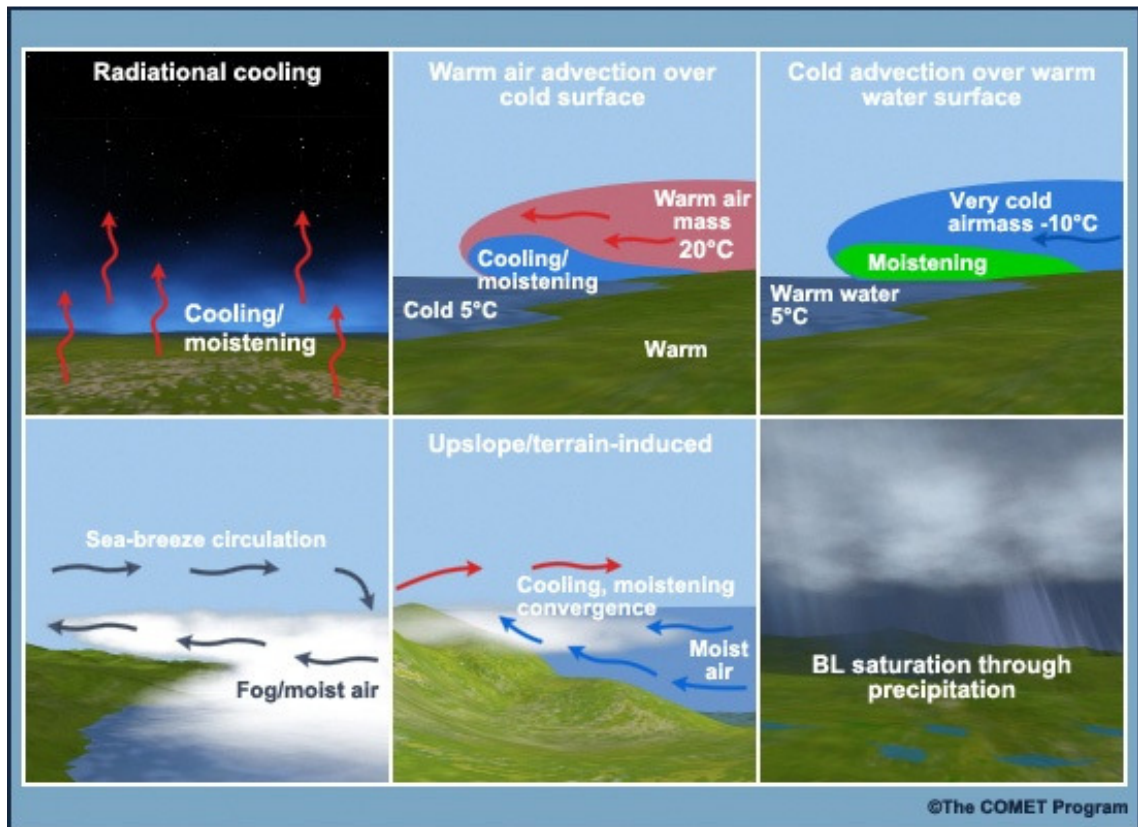 Radiational cooling
Cooling/
moistening
Warm air advection over
cold surface
Warm air
mass
20°C
Cooling/
moistening
Cold 5°C
Warm
Cold advection over warm
water surface
Very cold
airmass -10°C
Moistening
Warm water
5°C
Sea-breeze circulation
Fog/moist air
Upslope/terrain-induced
Cooling, moistening
convergence
Moist
air
BL saturation through
precipitation
©The COMET Program